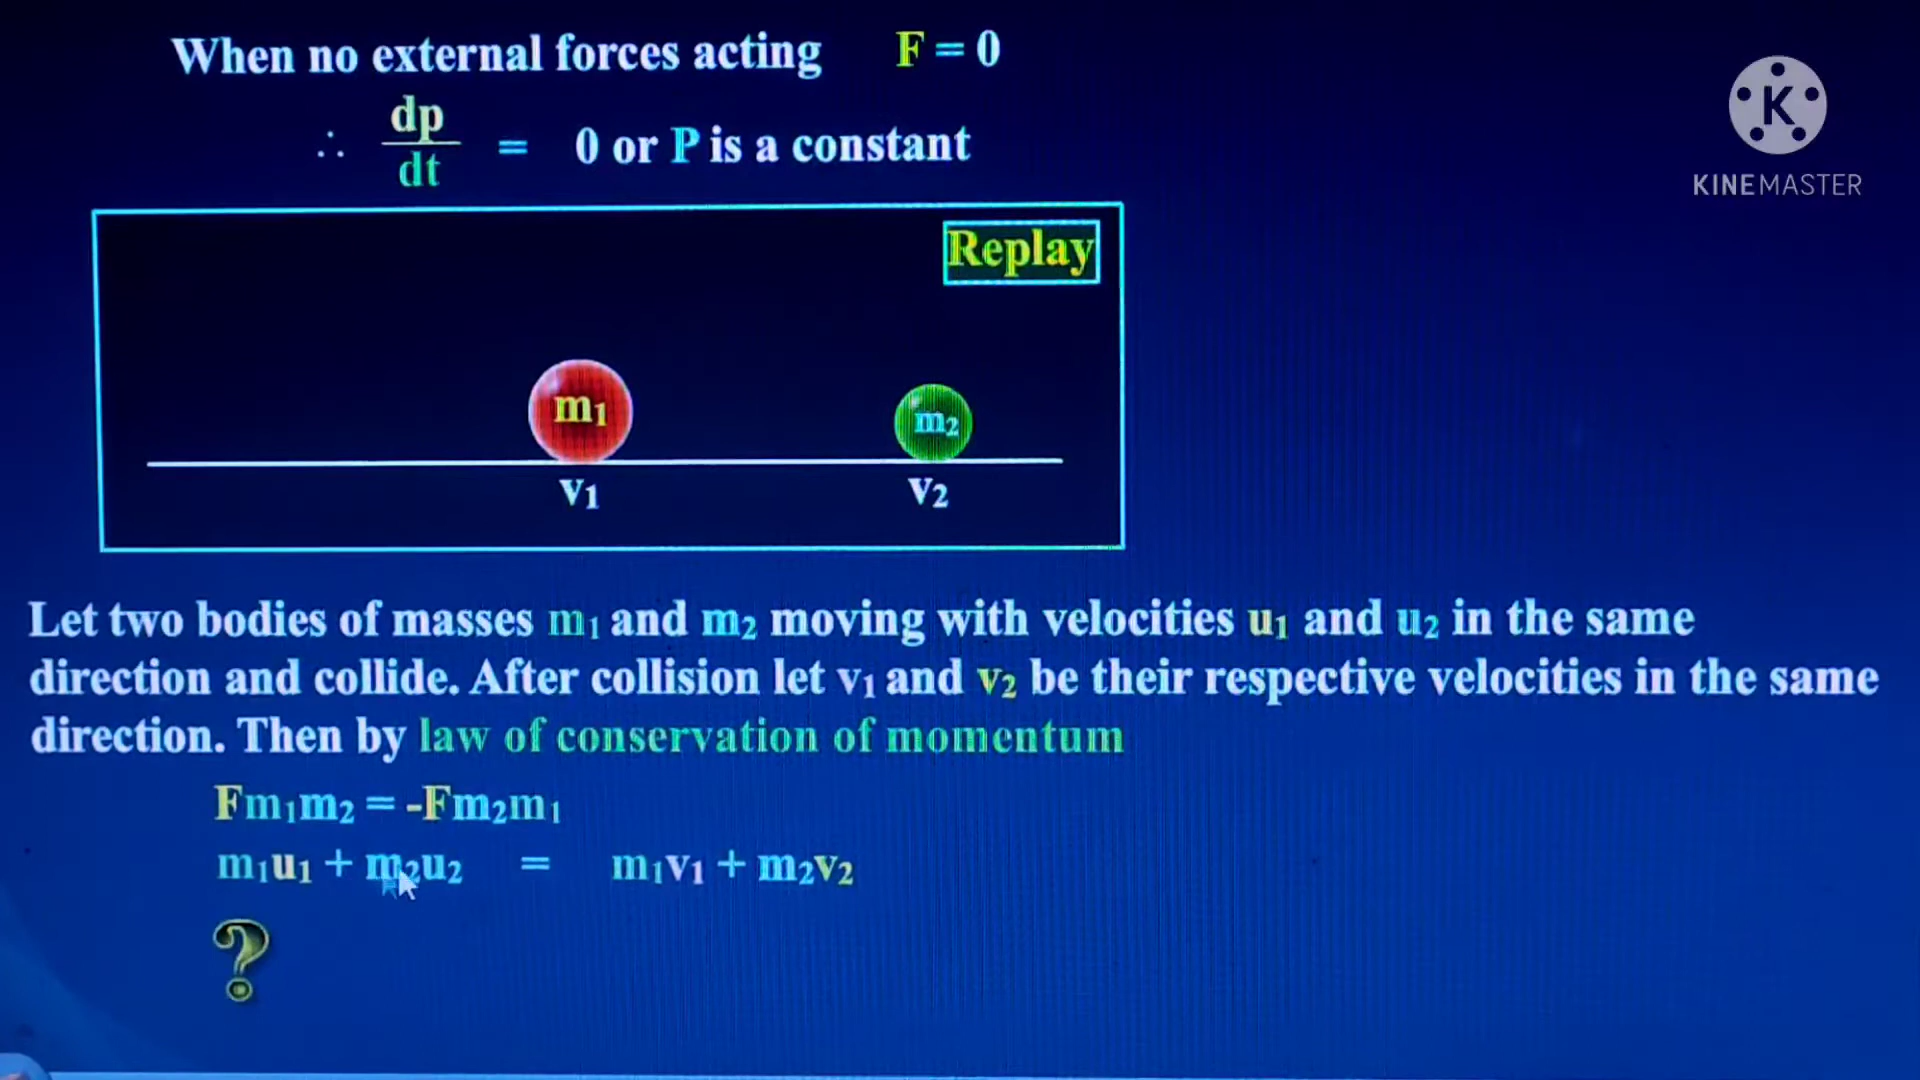 When no external forces acting F = 0
∴ dp/dt = 0 or P is a constant
KINEMASTER
Replay
m₁ m₂
v₁ v₂
Let two bodies of masses m₁ and m₂ moving with velocities u₁ and u₂ in the same
direction and collide. After collision let v₁ and v₂ be their respective velocities in the same
direction. Then by law of conservation of momentum
Fm₁m₂ = -Fm₂m₁
m₁u₁ + m₂u₂ = m₁v₁ + m₂v₂
?